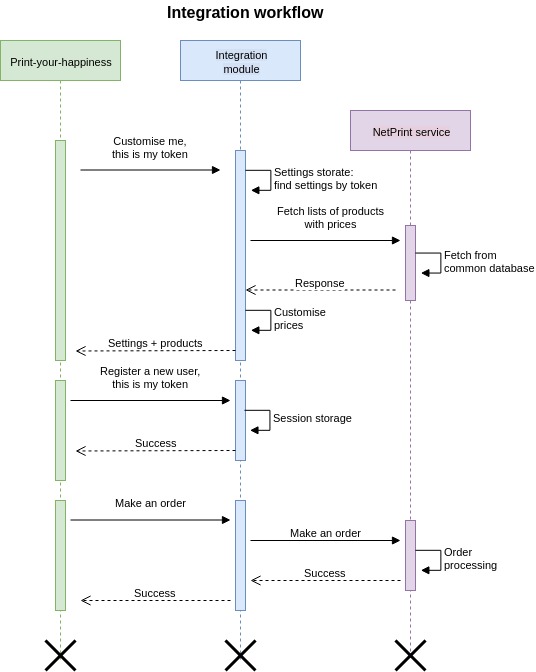 Integration workflow
Print-your-happiness
Integration
module
NetPrint service
Customise me,
this is my token
Settings storate:
find settings by token
Fetch lists of products
with prices
Fetch from
common database
Response
Customise
prices
Settings + products
Register a new user,
this is my token
Session storage
Success
Make an order
Make an order
Order
processing
Success
Success